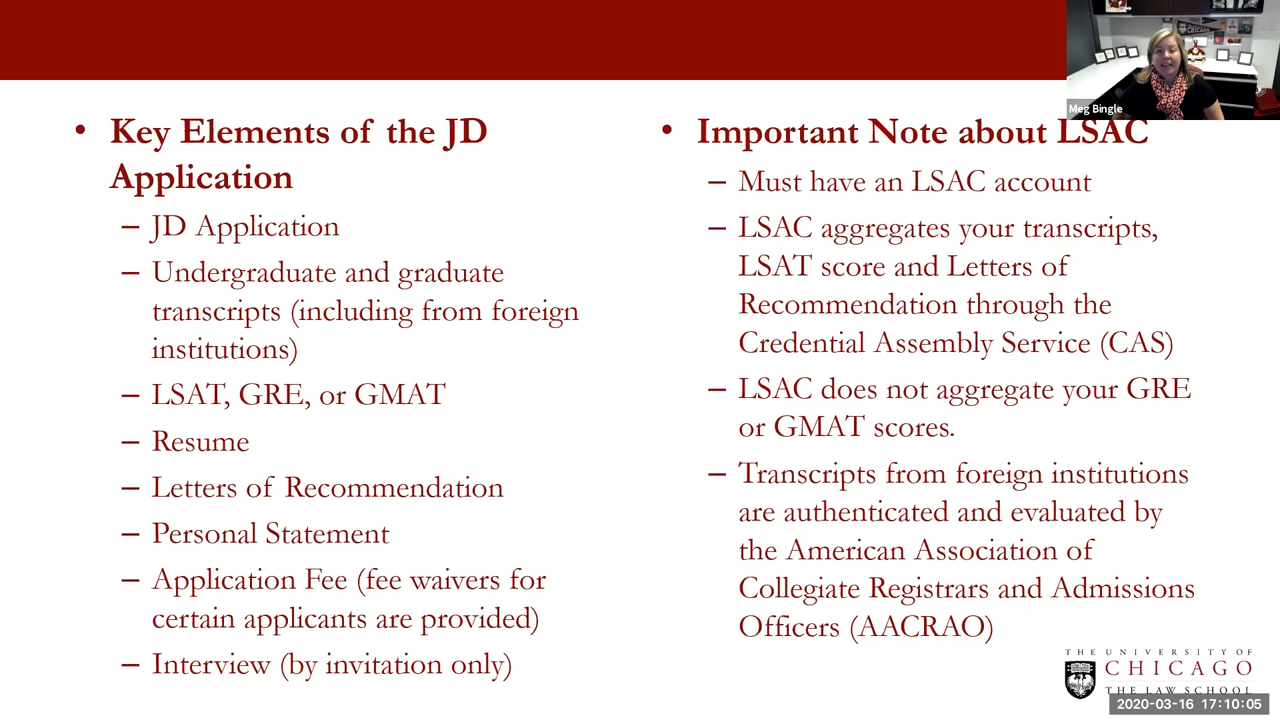 Meg Bingle
• Key Elements of the JD
Application
– JD Application
– Undergraduate and graduate
transcripts (including from foreign
institutions)
– LSAT, GRE, or GMAT
– Resume
– Letters of Recommendation
– Personal Statement
– Application Fee (fee waivers for
certain applicants are provided)
– Interview (by invitation only)
• Important Note about LSAC
– Must have an LSAC account
– LSAC aggregates your transcripts,
LSAT score and Letters of
Recommendation through the
Credential Assembly Service (CAS)
– LSAC does not aggregate your GRE
or GMAT scores.
– Transcripts from foreign institutions
are authenticated and evaluated by
the American Association of
Collegiate Registrars and Admissions
Officers (AACRAO)
THE UNIVERSITY OF
CHICAGO
THE LAW SCHOOL
2020-03-16 17:10:05